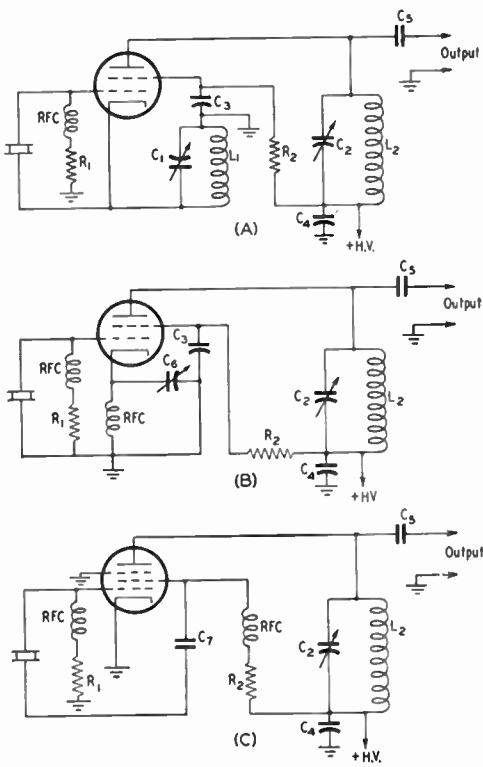 C5
Output
RFC
C3
R1
C1
L1
R2
C2
L2
C4
(A)
+H.V.
C5
Output
C3
RFC
C6
C2
L2
R1
RFC
R2
C4
(B)
+HV
C5
Output
RFC
C7
RFC
C2
L2
R1
R2
C4
(C)
+H.V.